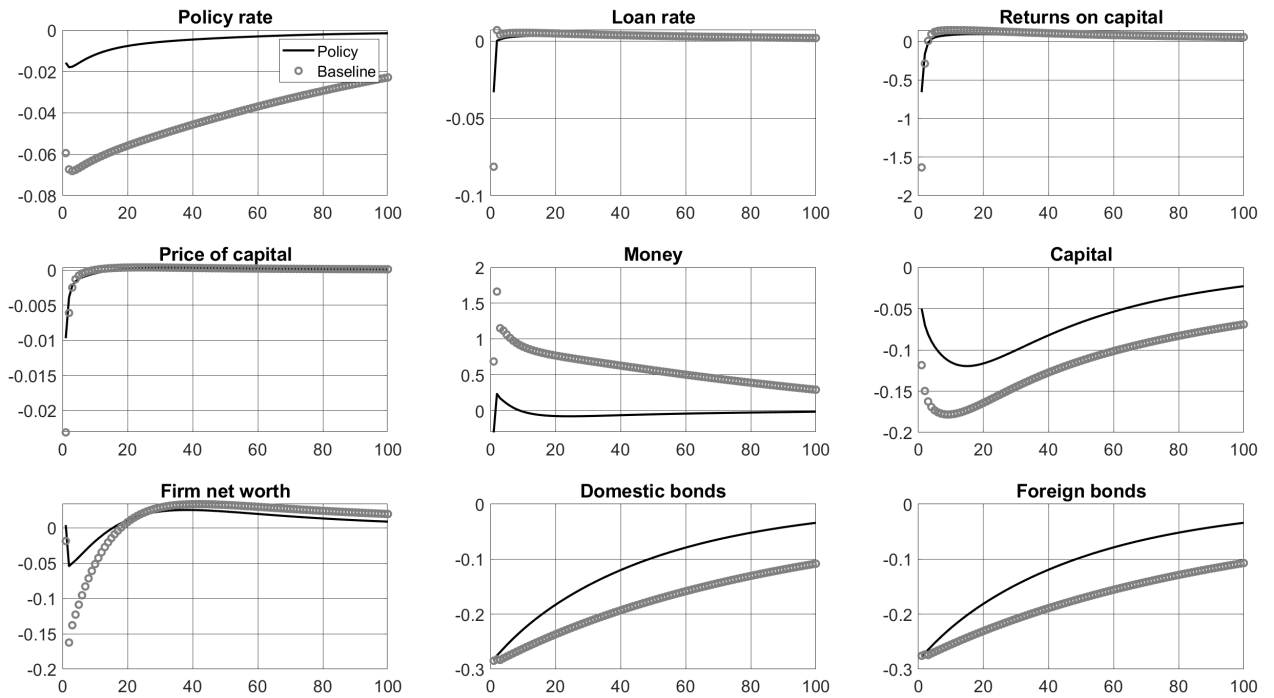 Policy rate
0
-0.02
-0.04
-0.06
-0.08
0 20 40 60 80 100
Policy
Baseline
Loan rate
0
-0.05
-0.1
0 20 40 60 80 100
Returns on capital
0
-0.5
-1
-1.5
-2
0 20 40 60 80 100
Price of capital
0
-0.005
-0.01
-0.015
-0.02
0 20 40 60 80 100
Money
2
1.5
1
0.5
0
0 20 40 60 80 100
Capital
0
-0.05
-0.1
-0.15
-0.2
0 20 40 60 80 100
Firm net worth
0
-0.05
-0.1
-0.15
-0.2
0 20 40 60 80 100
Domestic bonds
0
-0.1
-0.2
-0.3
0 20 40 60 80 100
Foreign bonds
0
-0.1
-0.2
-0.3
0 20 40 60 80 100